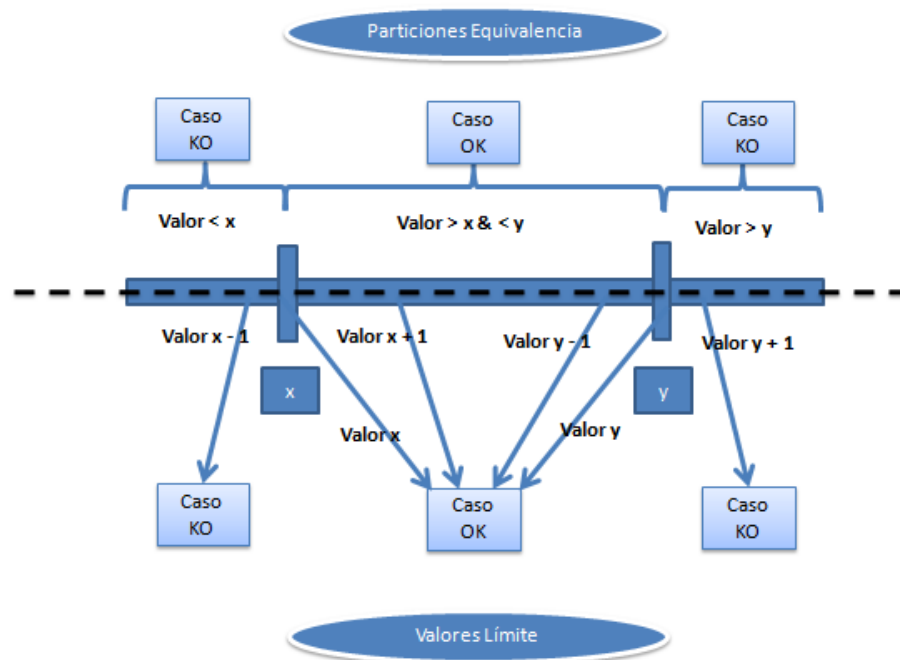 Particiones Equivalencia
Caso
KO
Caso
OK
Caso
KO
Valor < x
Valor > x & < y
Valor > y
Valor x - 1
Valor x + 1
Valor y - 1
Valor y + 1
x
y
Valor x
Valor y
Caso
KO
Caso
OK
Caso
KO
Valores Límite